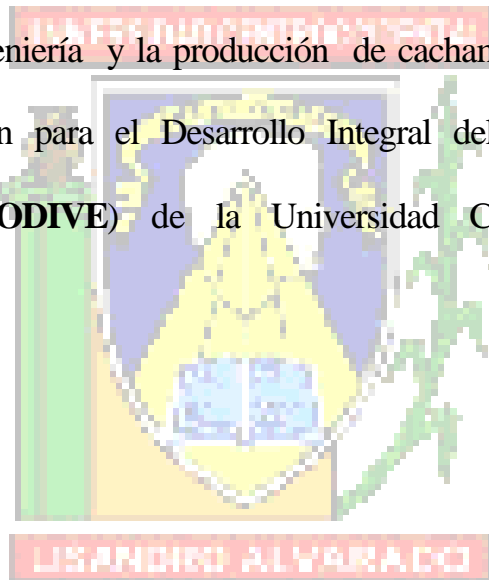 eniería y la producción de cachan
n para el Desarrollo Integral del
ODIVE) de la Universidad C
LISANDRO ALVARADO